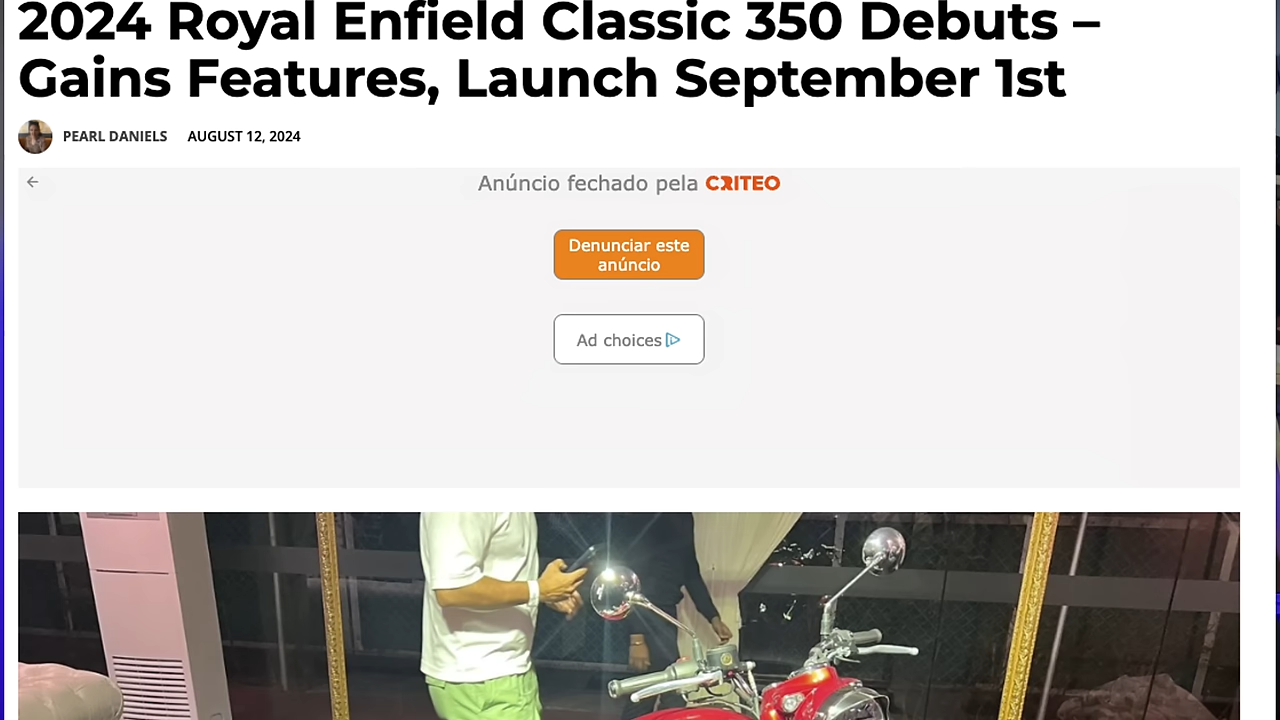 2024 Royal Enfield Classic 350 Debuts –
Gains Features, Launch September 1st
PEARL DANIELS AUGUST 12, 2024
Anúncio fechado pela CRITEO
Denunciar este
anúncio
Ad choices